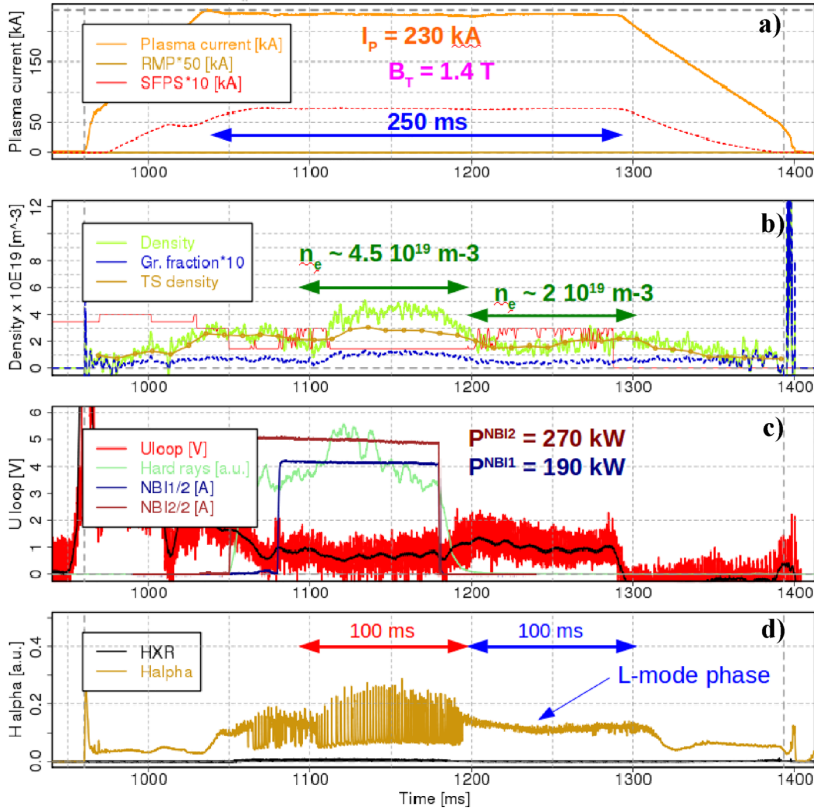 a)
Plasma current [kA]
Plasma current [kA]
RMP*50 [kA]
SFPS*10 [kA]
I_P = 230 kA
B_T = 1.4 T
250 ms
150
50
0
1000 1100 1200 1300 1400
b)
Density x 10E19 [m^-3]
Density
Gr. fraction*10
TS density
n_e ~ 4.5 10^19 m-3
n_e ~ 2 10^19 m-3
12
10
8
6
4
2
0
1000 1100 1200 1300 1400
c)
U loop [V]
Uloop [V]
Hard rays [a.u.]
NBI1/2 [A]
NBI2/2 [A]
P^NBI2 = 270 kW
P^NBI1 = 190 kW
6
5
4
3
2
1
0
1000 1100 1200 1300 1400
d)
H alpha [a.u.]
HXR
Halpha
100 ms 100 ms
L-mode phase
0.4
0.2
0.0
1000 1100 1200 1300 1400
Time [ms]